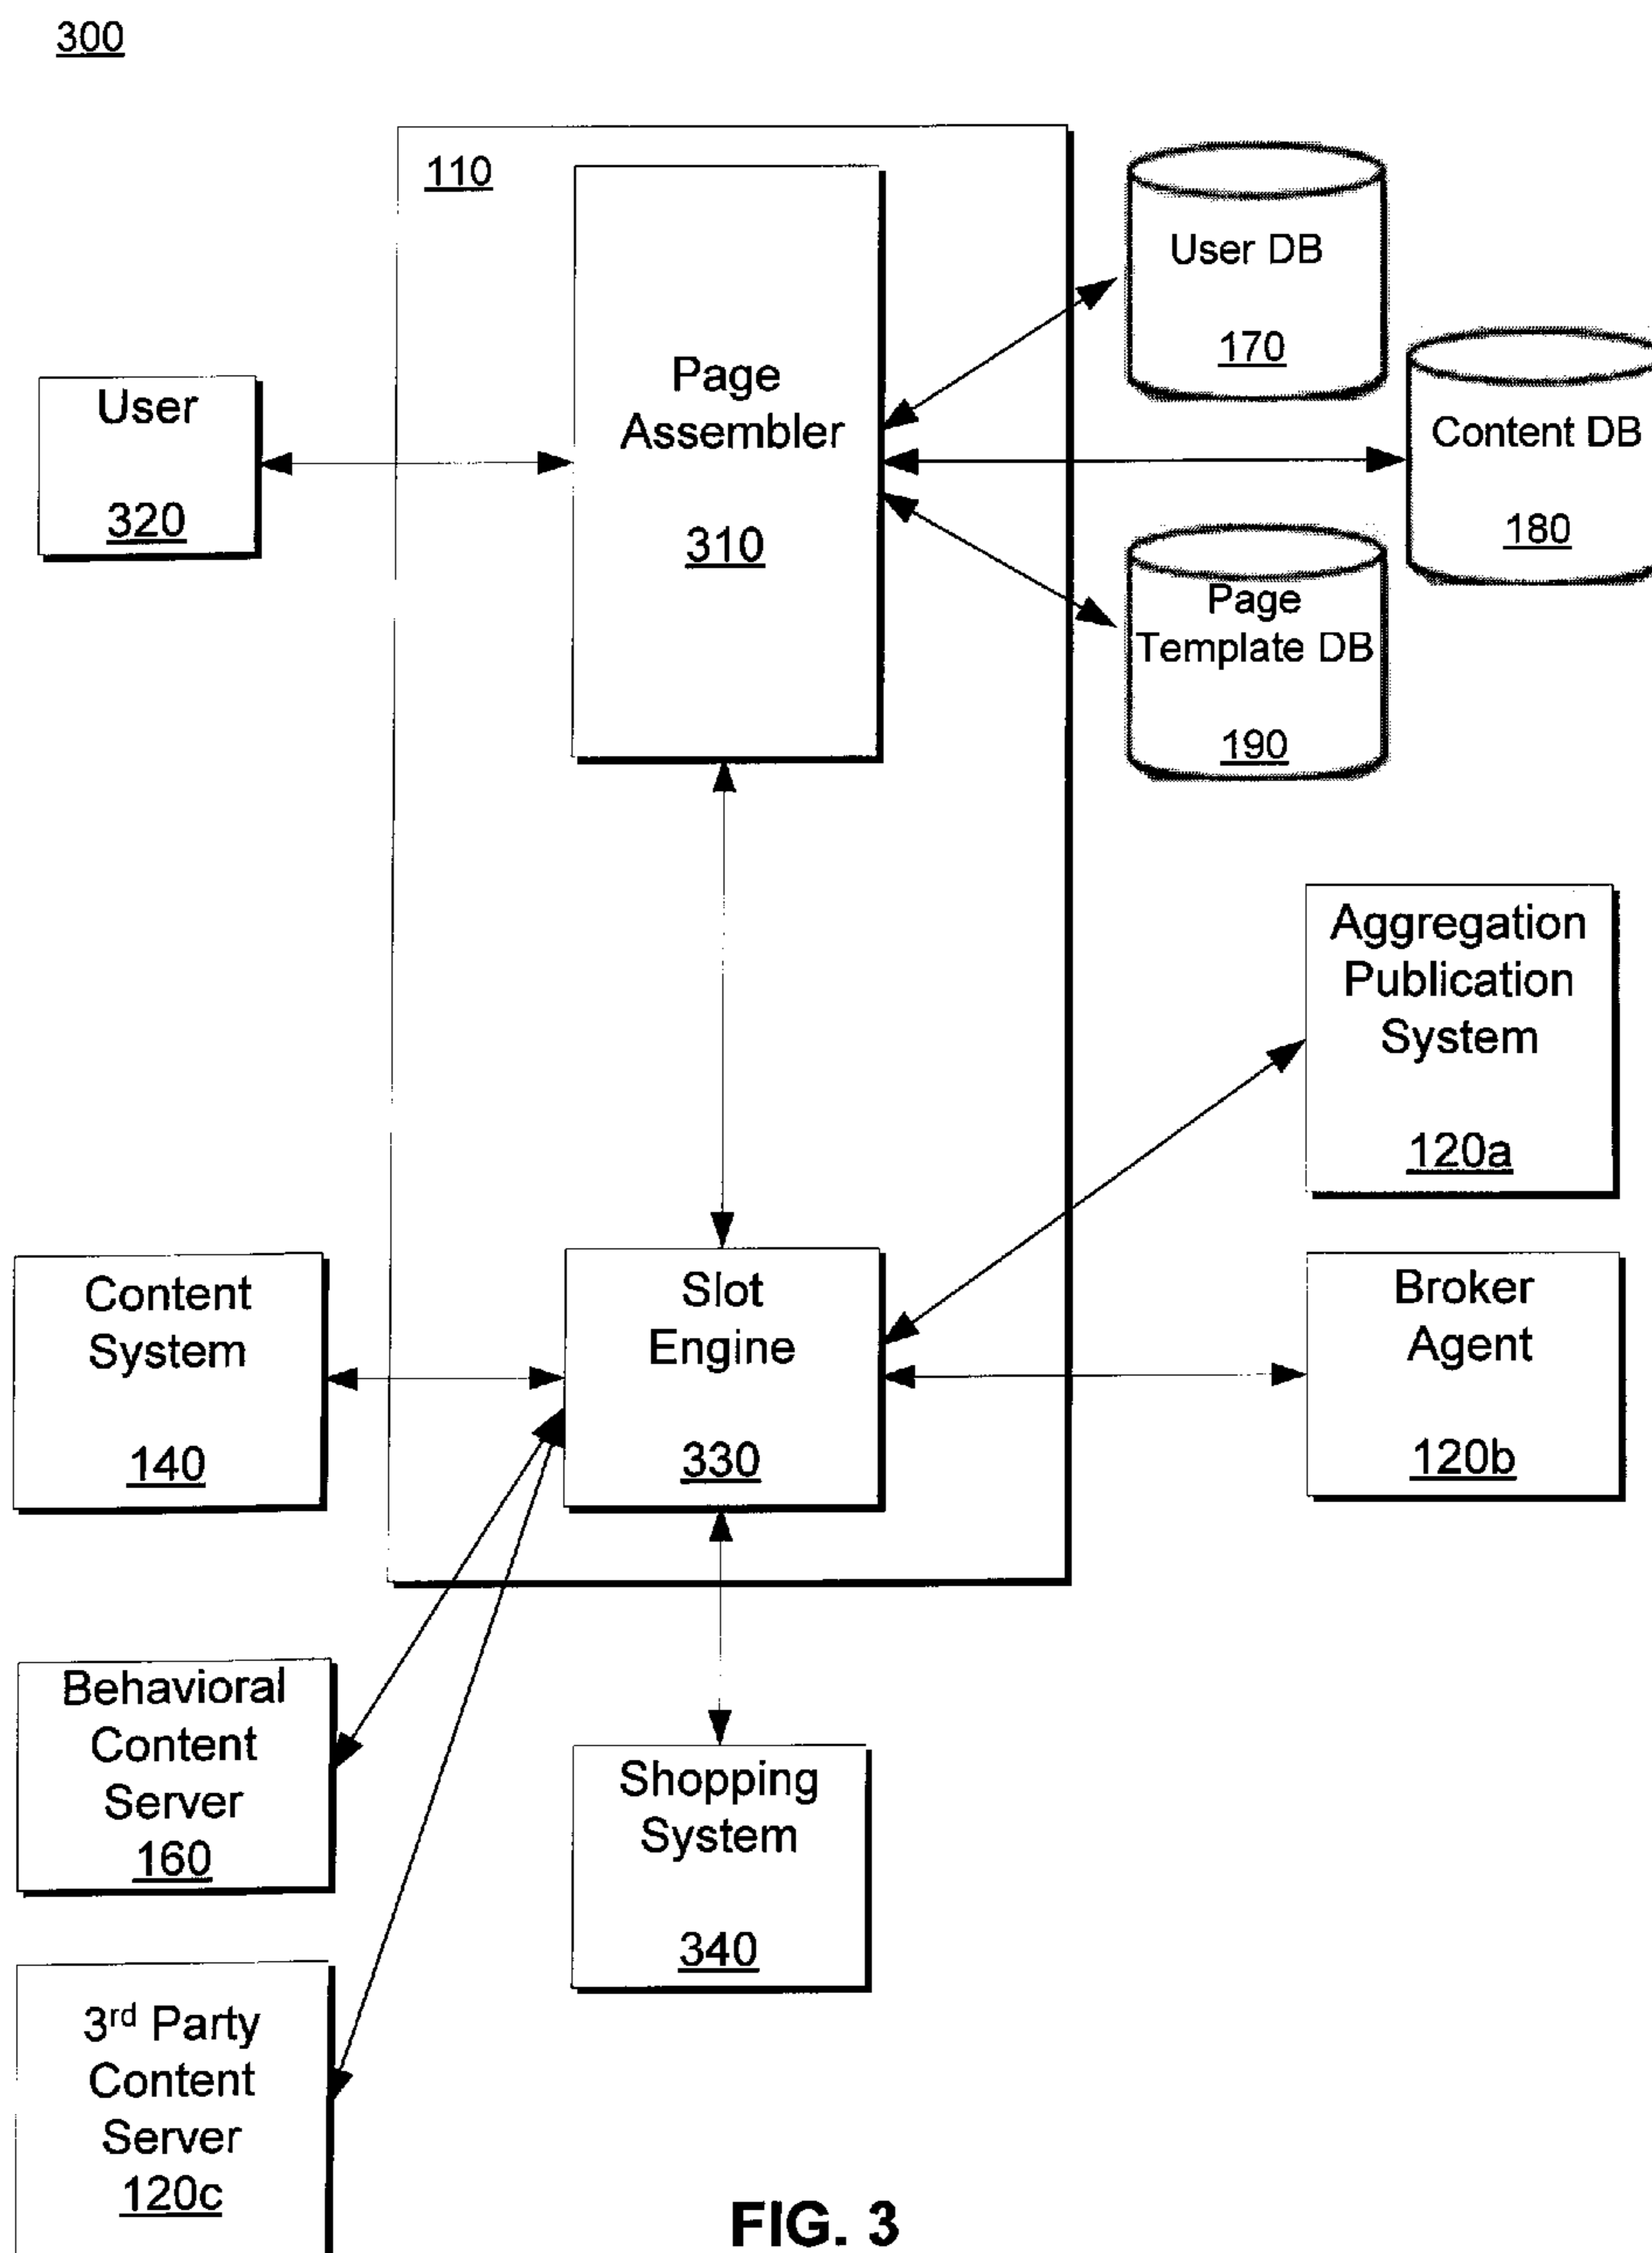 300
110
User DB
170
Page
Assembler
310
User
320
Content DB
180
Page
Template DB
190
Aggregation
Publication
System
120a
Content
System
140
Slot
Engine
330
Broker
Agent
120b
Behavioral
Content
Server
160
Shopping
System
340
3rd Party
Content
Server
120c
FIG. 3